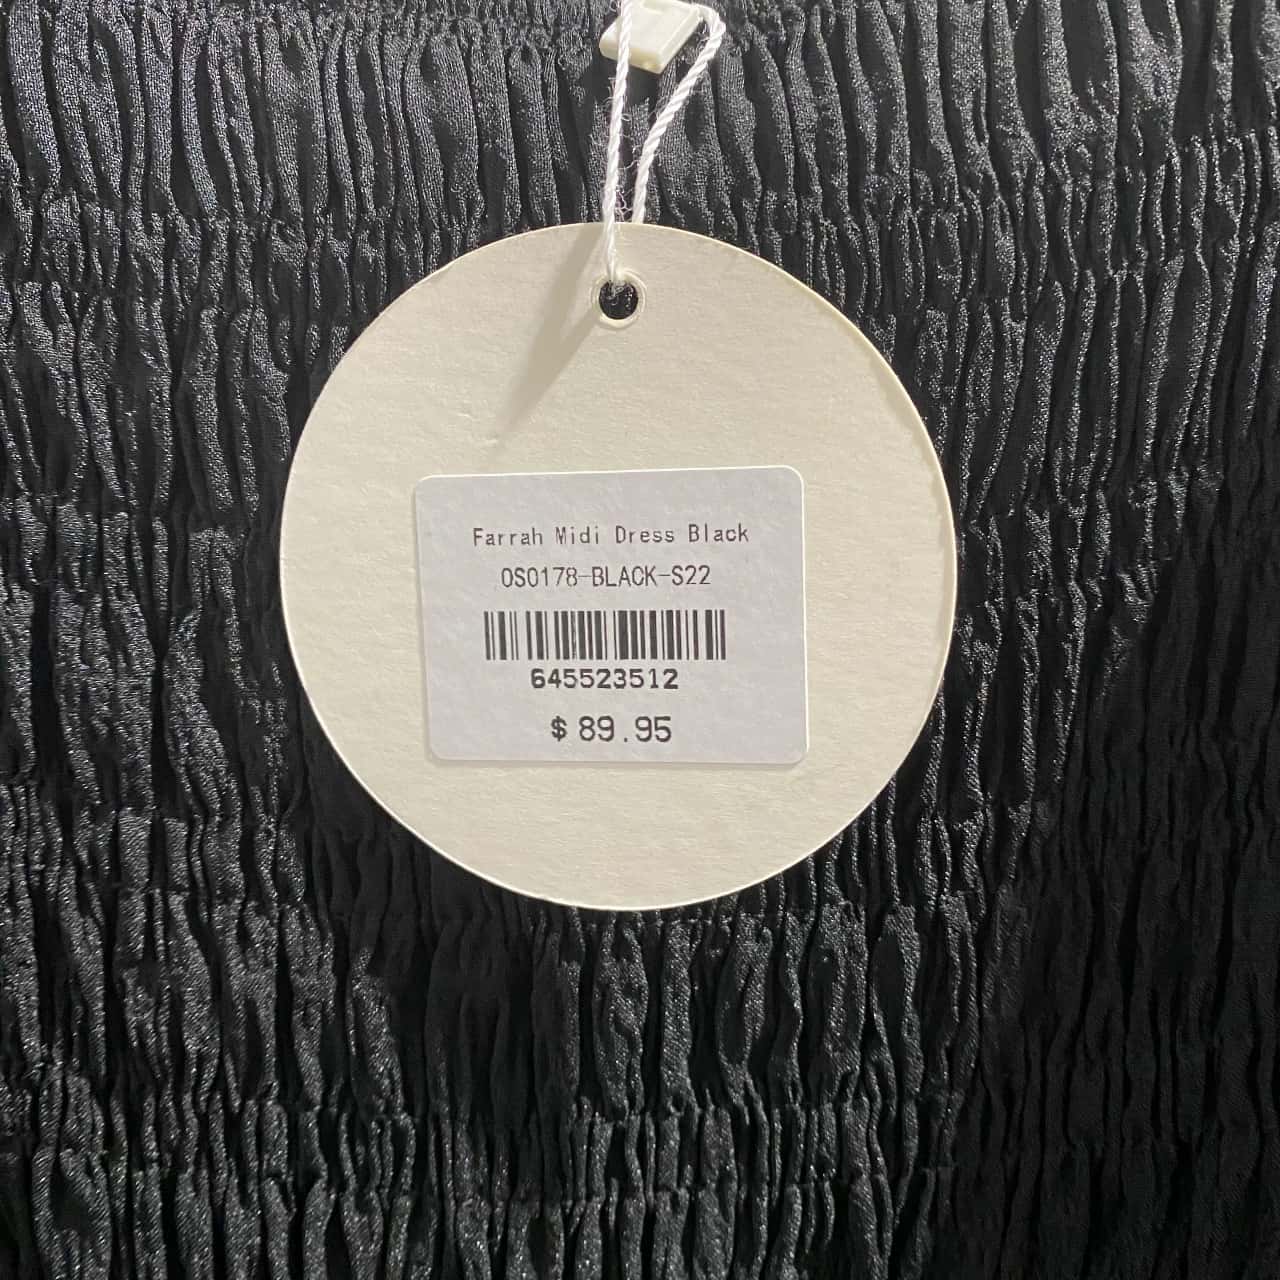 Farrah Midi Dress Black
OS0178-BLACK-S22
645523512
$ 89.95